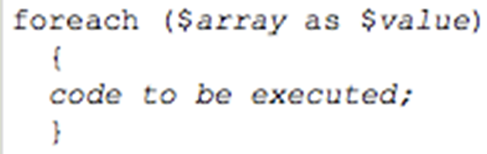 foreach ($array as $value)
{
code to be executed;
}